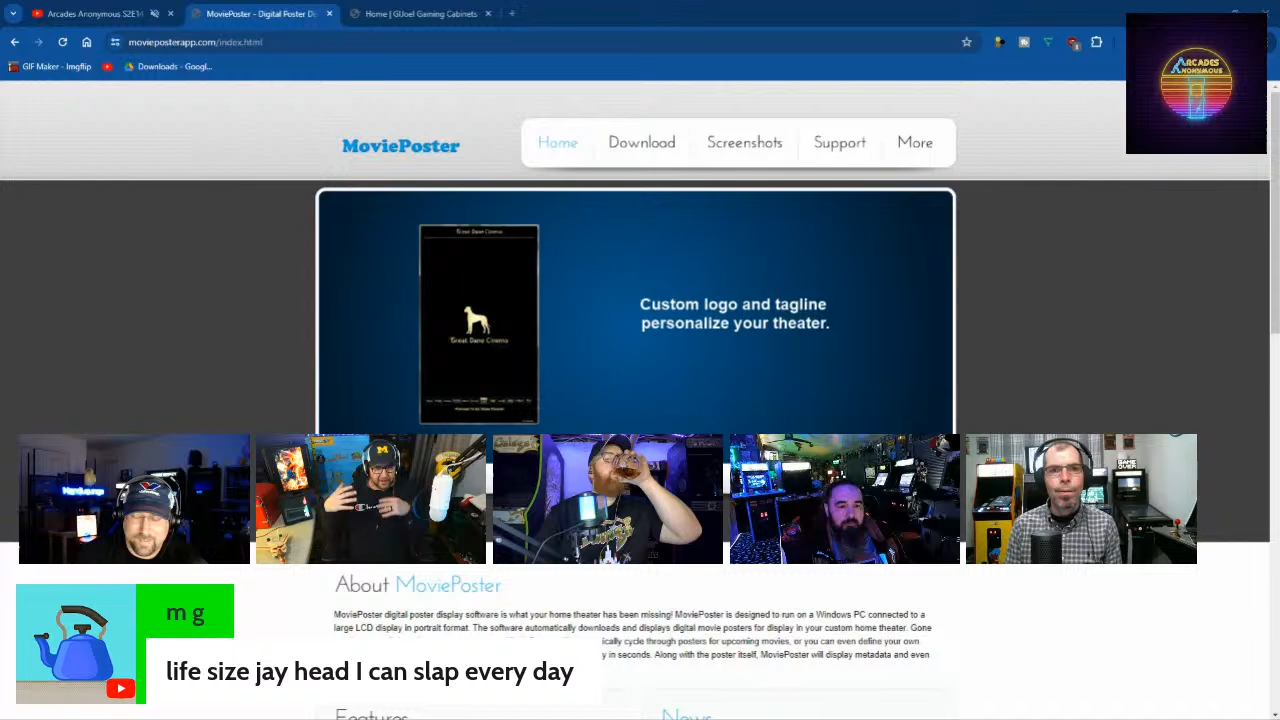 Arcades Anonymous S2E1
MoviePoster - Digital Poster Di
Home | GIJoel Gaming Cabinets
movieposterapp.com/index.html
GIF Maker - Imgflip
Downloads - Googl...
ARCADES
ANONYMOUS
MoviePoster
Home
Download
Screenshots
Support
More
Great Dane Cinema
Great Dane Cinema
Custom logo and tagline
personalize your theater.
M
GAME
OVER
About MoviePoster
MoviePoster digital poster display software is what your home theater has been missing! MoviePoster is designed to run on a Windows PC connected to a
large LCD display in portrait format. The software automatically downloads and displays digital movie posters for display in your custom home theater. Gone
ically cycle through posters for upcoming movies, or you can even define your own
y in seconds. Along with the poster itself, MoviePoster will display metadata and even
m g
life size jay head I can slap every day
Features
News